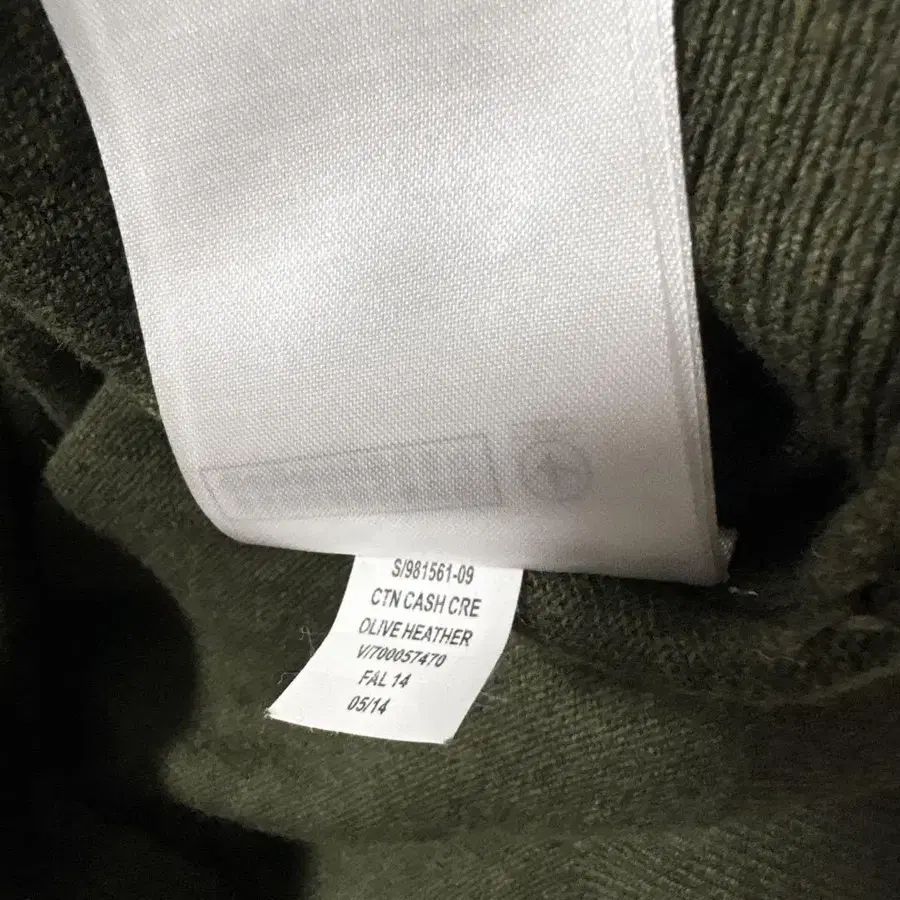 S/981561-09
CTN CASH CRE
OLIVE HEATHER
V/700057470
FAL 14
05/14